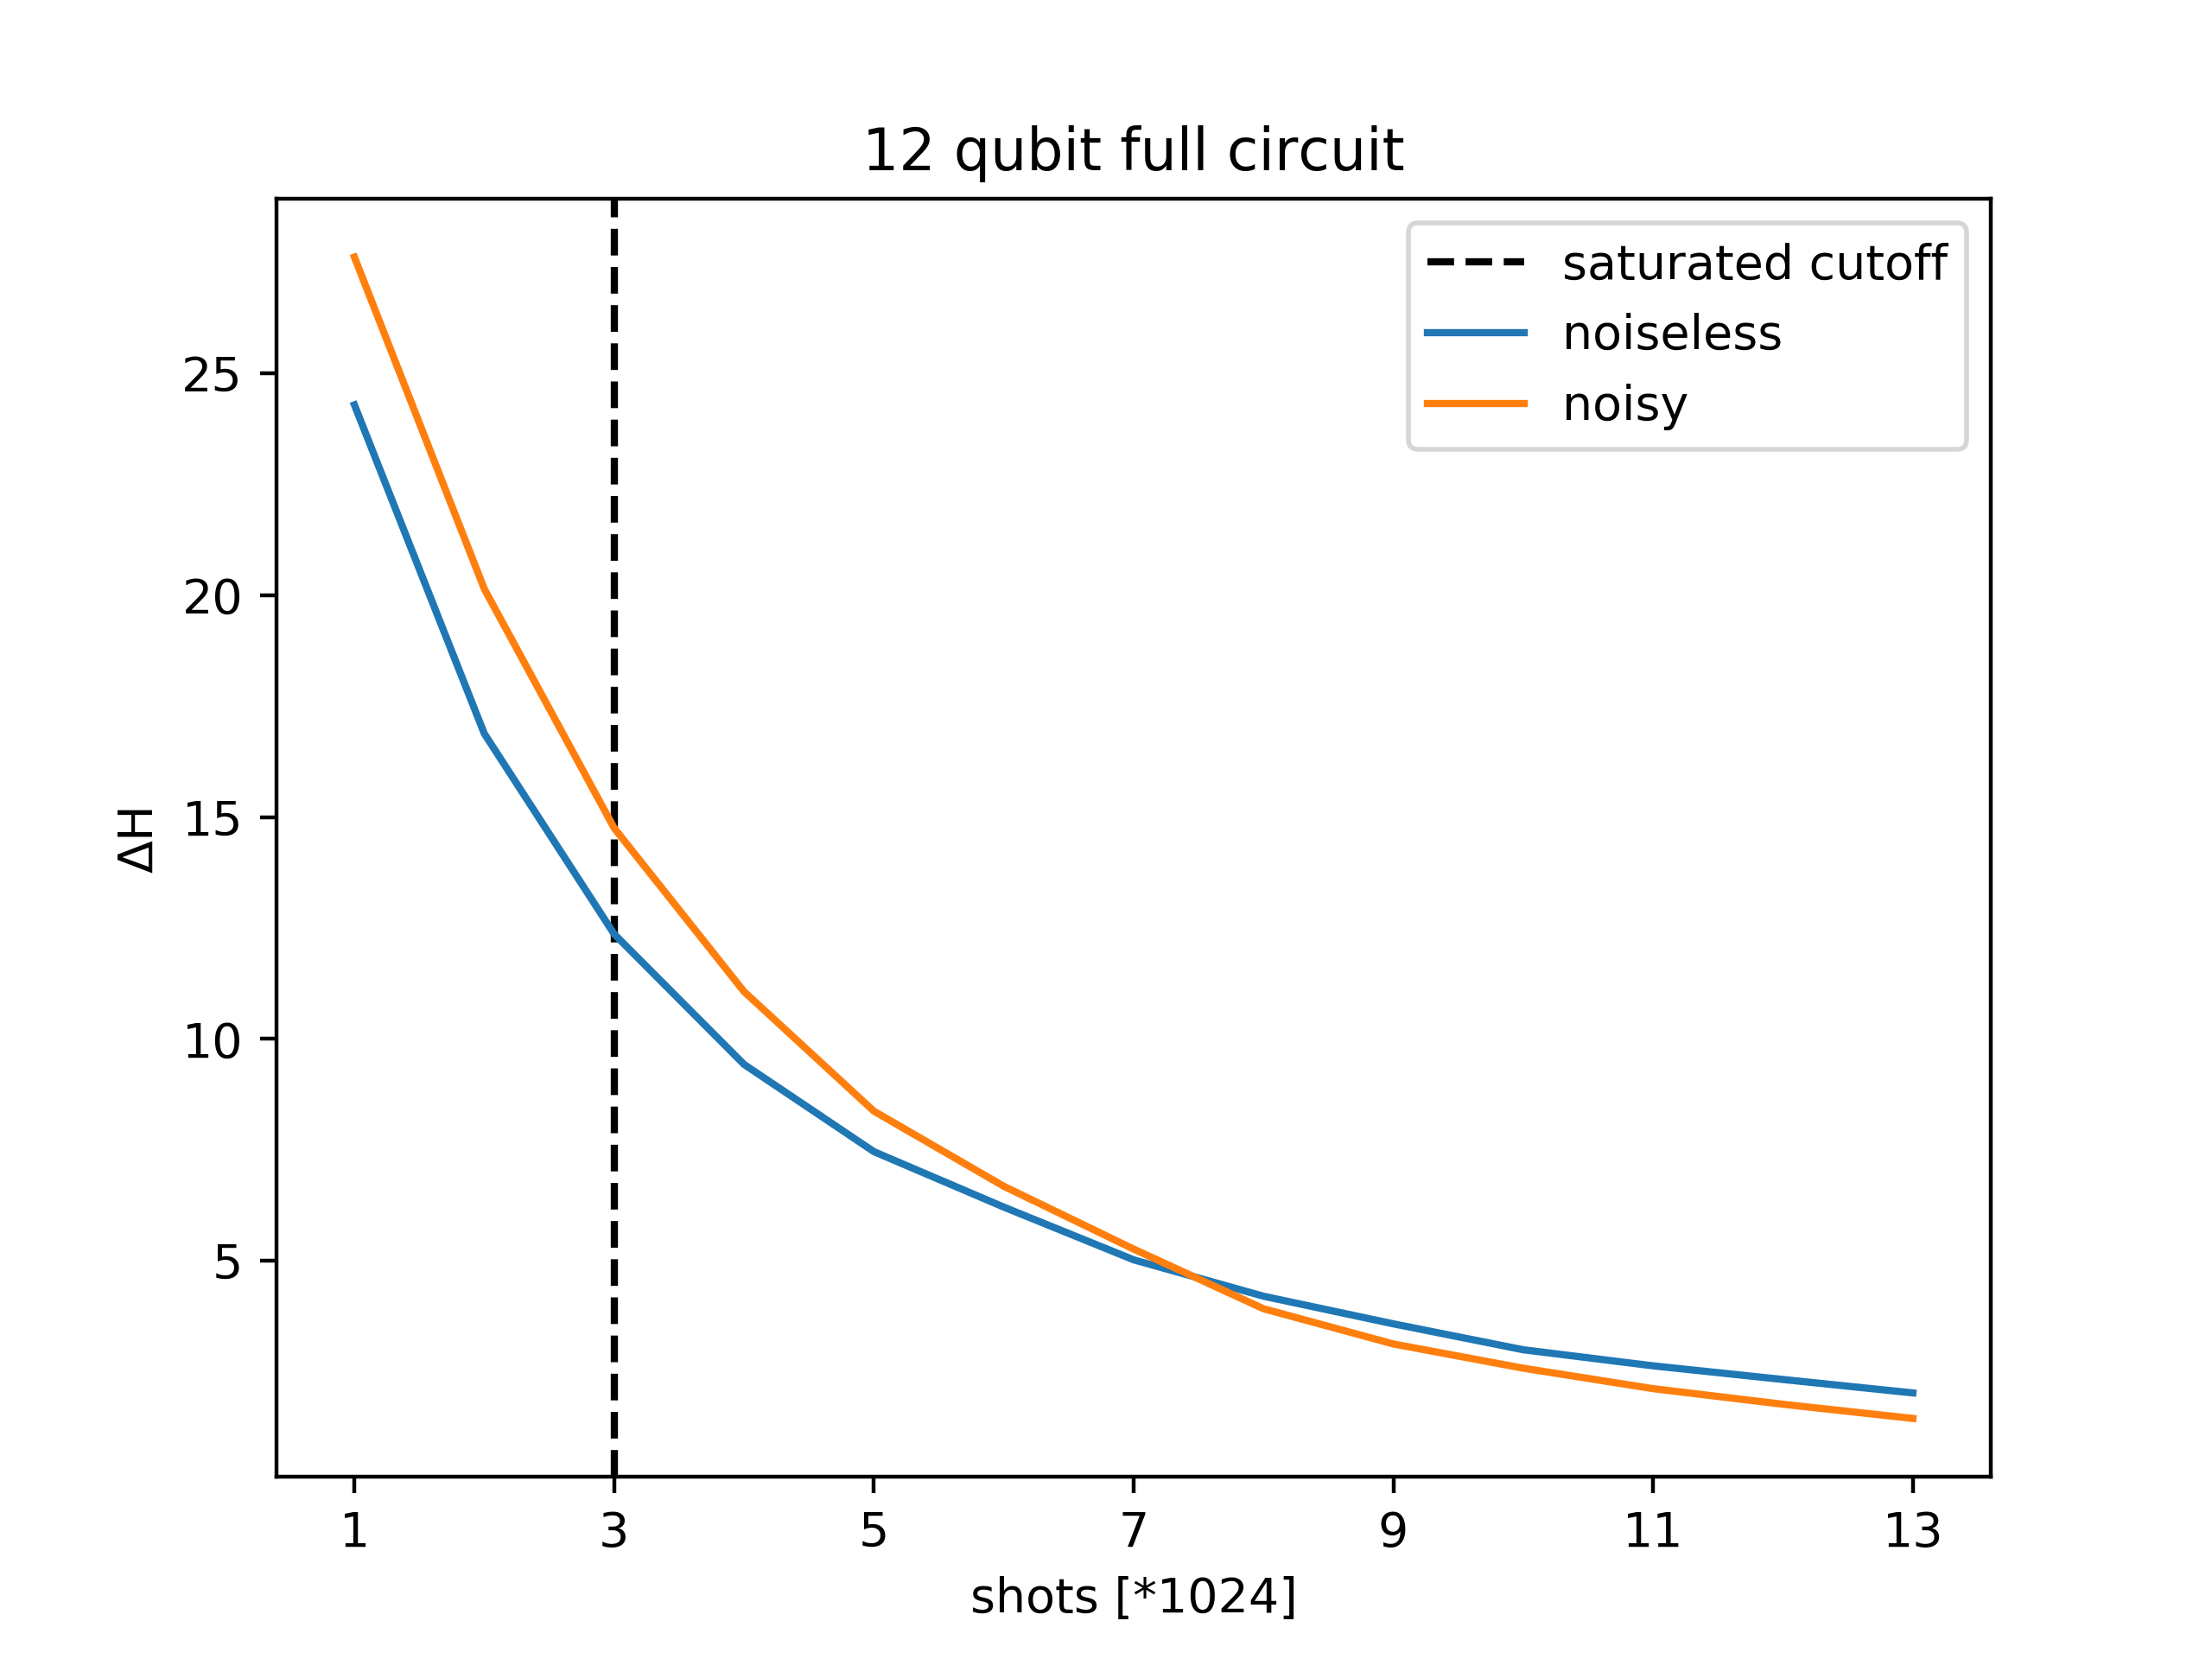 12 qubit full circuit
saturated cutoff
noiseless
noisy
25
20
15
10
5
ΔH
1 3 5 7 9 11 13
shots [*1024]